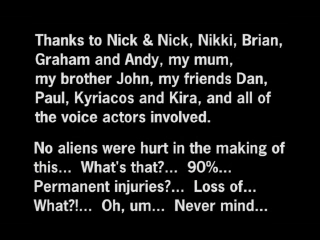 Thanks to Nick & Nick, Nikki, Brian,
Graham and Andy, my mum,
my brother John, my friends Dan,
Paul, Kyriacos and Kira, and all of
the voice actors involved.
No aliens were hurt in the making of
this... What's that?... 90%...
Permanent injuries?... Loss of...
What?!... Oh, um... Never mind...